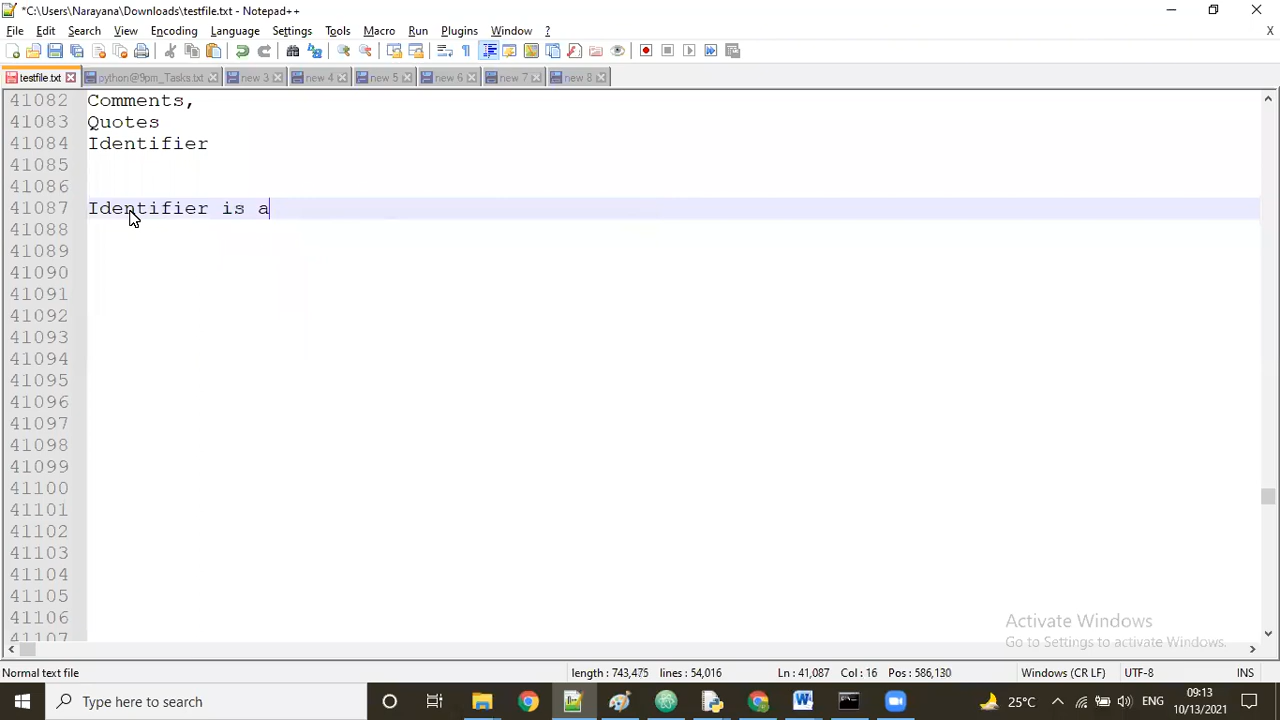 *C:\Users\Narayana\Downloads\testfile.txt - Notepad++
File Edit Search View Encoding Language Settings Tools Macro Run Plugins Window ? X
testfile.txt python@9pm_Tasks.txt new 3 new 4 new 5 new 6 new 7 new 8
41082 Comments,
41083 Quotes
41084 Identifier
41085
41086
41087 Identifier is a
41088
41089
41090
41091
41092
41093
41094
41095
41096
41097
41098
41099
41100
41101
41102
41103
41104
41105
41106
41107
Activate Windows
Go to Settings to activate Windows.
Normal text file length : 743,475 lines : 54,016 Ln : 41,087 Col : 16 Pos : 586,130 Windows (CR LF) UTF-8 INS
Type here to search 25°C ENG 09:13
10/13/2021